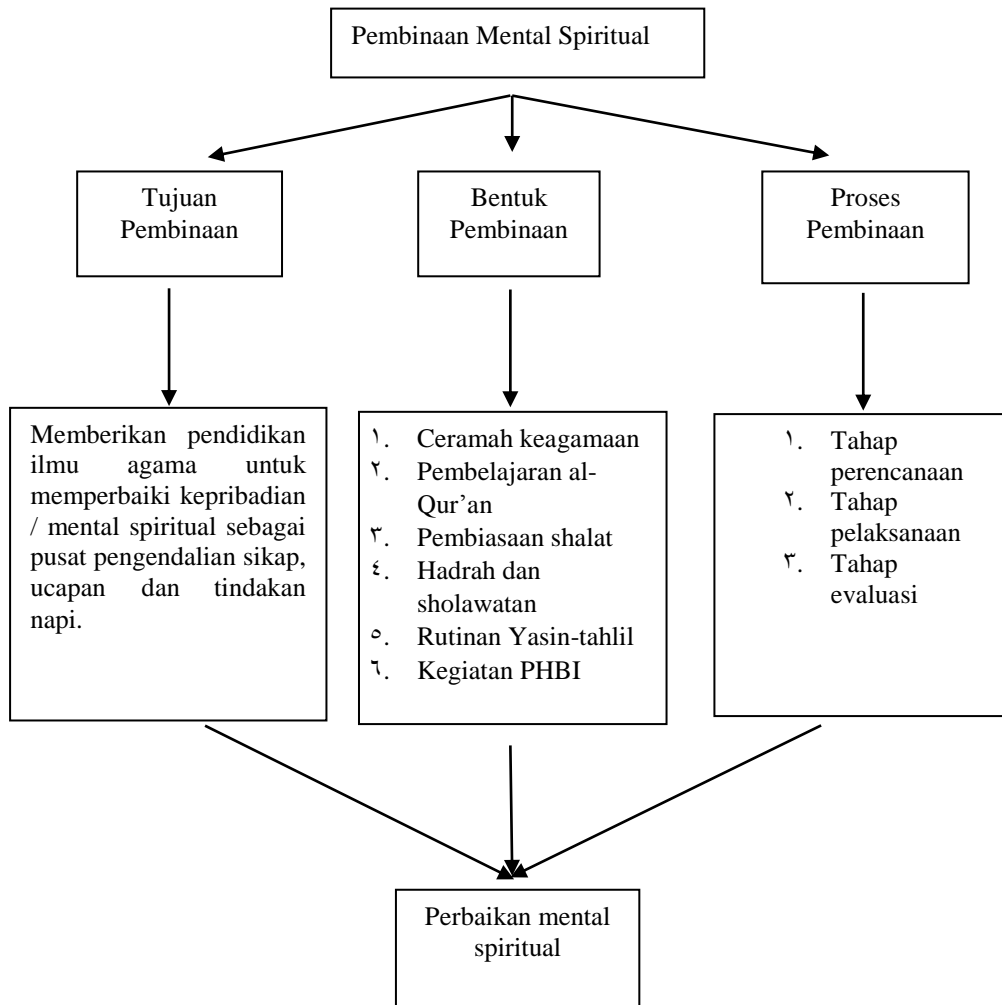 Pembinaan Mental Spiritual
Tujuan
Pembinaan
Bentuk
Pembinaan
Proses
Pembinaan
Memberikan pendidikan
ilmu agama untuk
memperbaiki kepribadian
/ mental spiritual sebagai
pusat pengendalian sikap,
ucapan dan tindakan
napi.
١. Ceramah keagamaan
٢. Pembelajaran al-
Qur’an
٣. Pembiasaan shalat
٤. Hadrah dan
sholawatan
٥. Rutinan Yasin-tahlil
٦. Kegiatan PHBI
١. Tahap
perencanaan
٢. Tahap
pelaksanaan
٣. Tahap
evaluasi
Perbaikan mental
spiritual